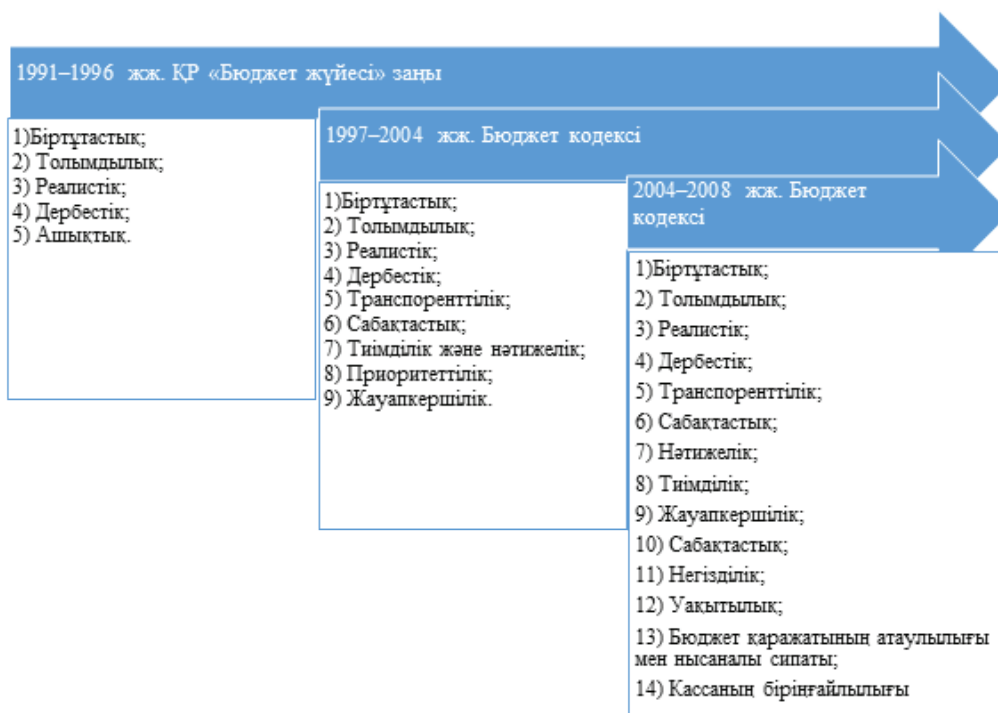 1991–1996 жж. ҚР «Бюджет жүйесі» заңы
1)Біртұтастық;
2) Толымдылық;
3) Реалистік;
4) Дербестік;
5) Ашықтық.
1997–2004 жж. Бюджет кодексі
1)Біртұтастық;
2) Толымдылық;
3) Реалистік;
4) Дербестік;
5) Транспоренттілік;
6) Сабақтастық;
7) Тиімділік және нәтижелік;
8) Приоритеттілік;
9) Жауапкершілік.
2004–2008 жж. Бюджет
кодексі
1)Біртұтастық;
2) Толымдылық;
3) Реалистік;
4) Дербестік;
5) Транспоренттілік;
6) Сабақтастық;
7) Нәтижелік;
8) Тиімділік;
9) Жауапкершілік;
10) Сабақтастық;
11) Негізділік;
12) Уақытылық;
13) Бюджет қаражатының атаулылығы
мен нысаналы сипаты;
14) Кассаның біріңғайлылығы